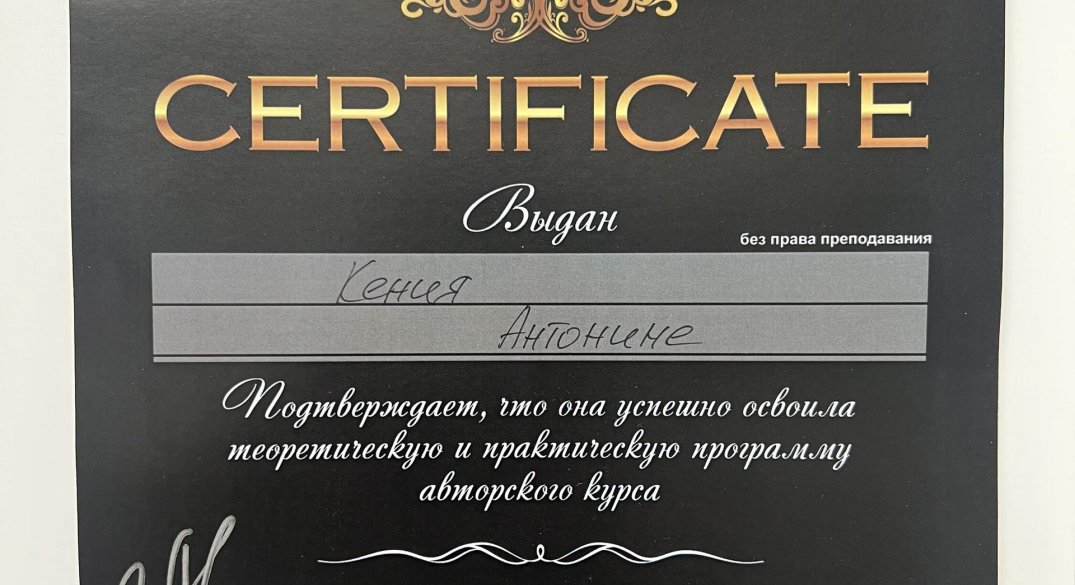 CERTIFICATE
Выдан
без права преподавания
Кения
Антонине
Подтверждает, что она успешно освоила
теоретическую и практическую программу
авторского курса